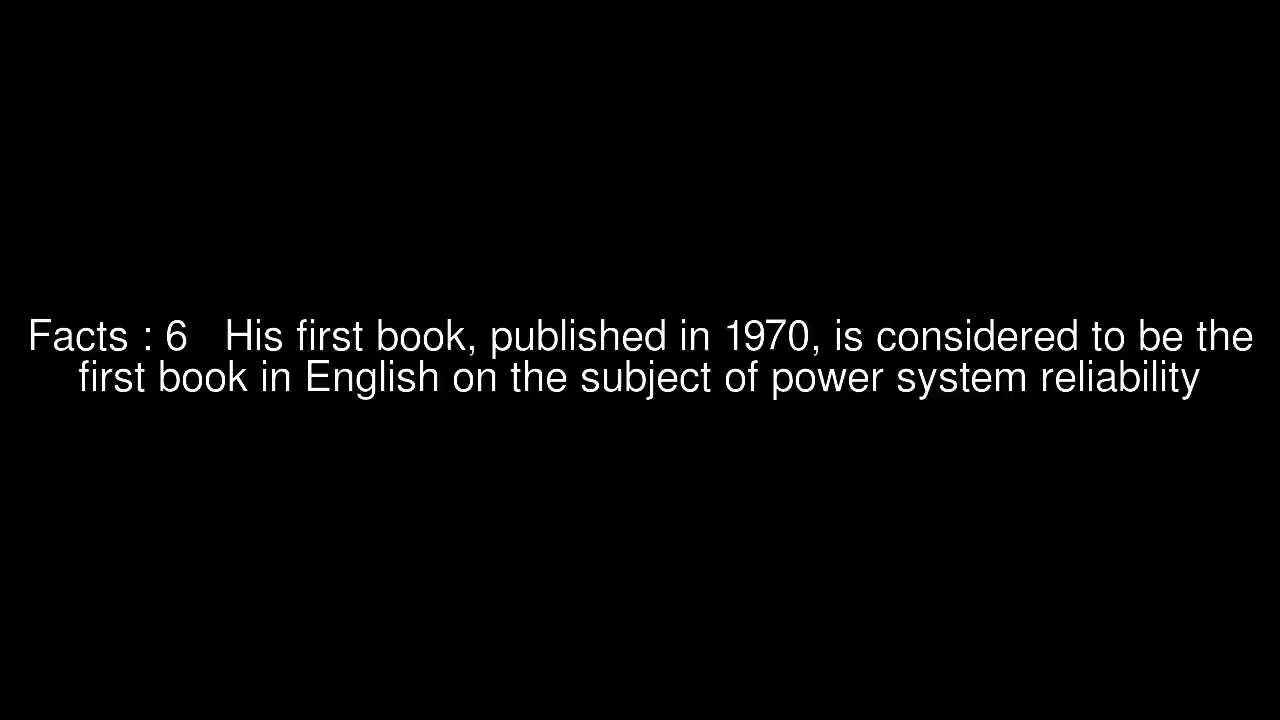 Facts : 6   His first book, published in 1970, is considered to be the
first book in English on the subject of power system reliability